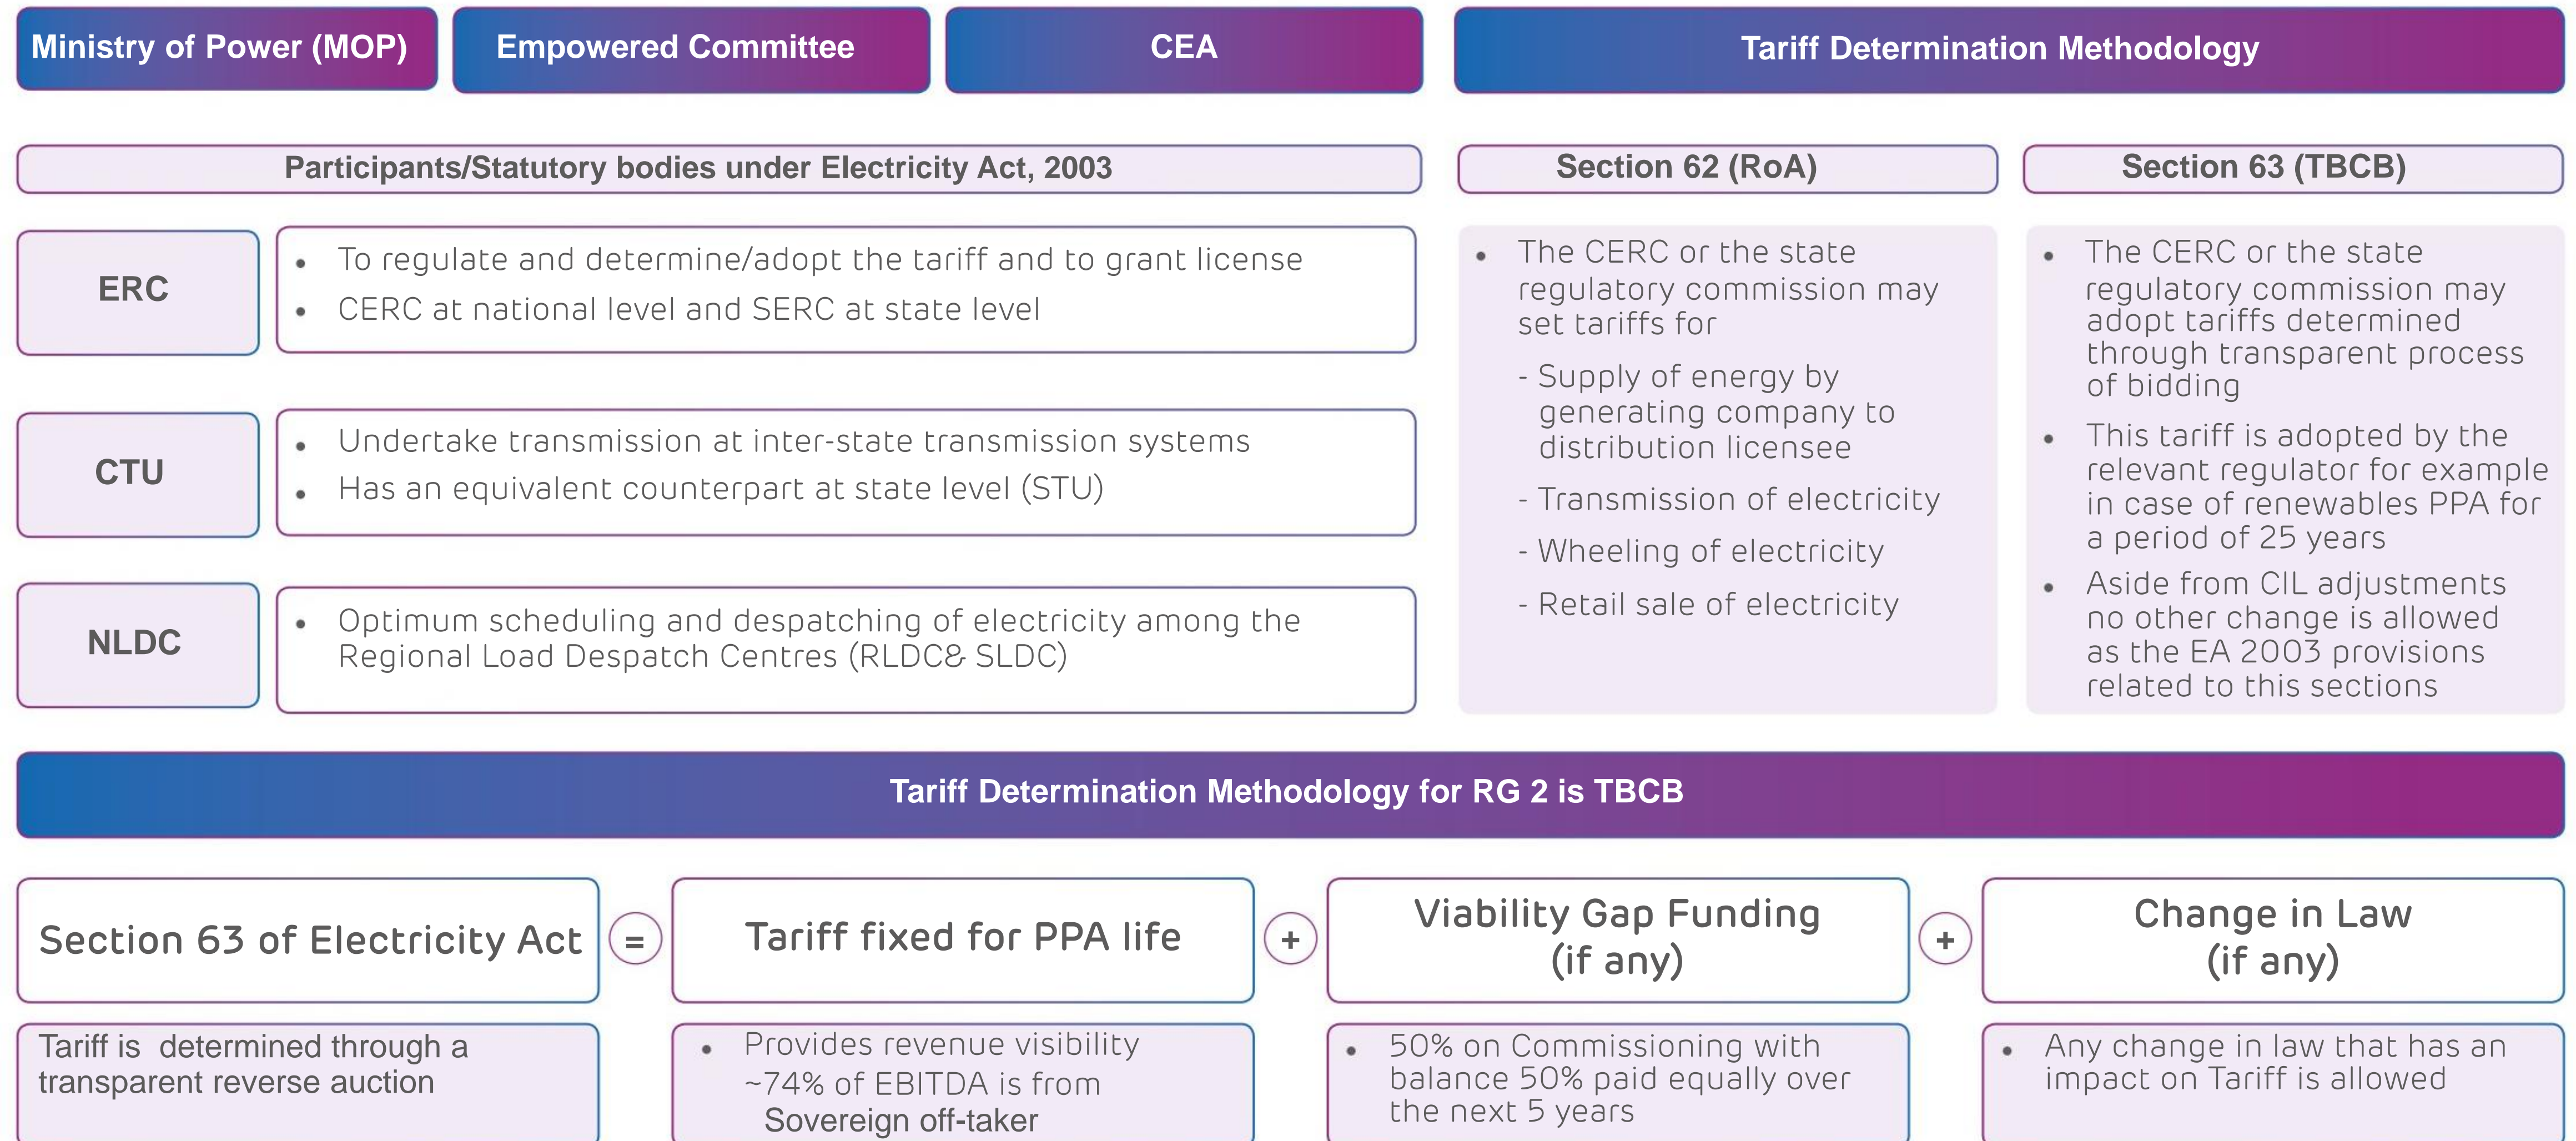 Ministry of Power (MOP)
Empowered Committee
CEA
Tariff Determination Methodology
Participants/Statutory bodies under Electricity Act, 2003
ERC
• To regulate and determine/adopt the tariff and to grant license
• CERC at national level and SERC at state level
CTU
• Undertake transmission at inter-state transmission systems
• Has an equivalent counterpart at state level (STU)
NLDC
• Optimum scheduling and despatching of electricity among the
Regional Load Despatch Centres (RLDC& SLDC)
Section 62 (RoA)
• The CERC or the state
regulatory commission may
set tariffs for
- Supply of energy by
generating company to
distribution licensee
- Transmission of electricity
- Wheeling of electricity
- Retail sale of electricity
Section 63 (TBCB)
• The CERC or the state
regulatory commission may
adopt tariffs determined
through transparent process
of bidding
• This tariff is adopted by the
relevant regulator for example
in case of renewables PPA for
a period of 25 years
• Aside from CIL adjustments
no other change is allowed
as the EA 2003 provisions
related to this sections
Tariff Determination Methodology for RG 2 is TBCB
Section 63 of Electricity Act
=
Tariff fixed for PPA life
+
Viability Gap Funding
(if any)
+
Change in Law
(if any)
Tariff is determined through a
transparent reverse auction
• Provides revenue visibility
~74% of EBITDA is from
Sovereign off-taker
• 50% on Commissioning with
balance 50% paid equally over
the next 5 years
• Any change in law that has an
impact on Tariff is allowed